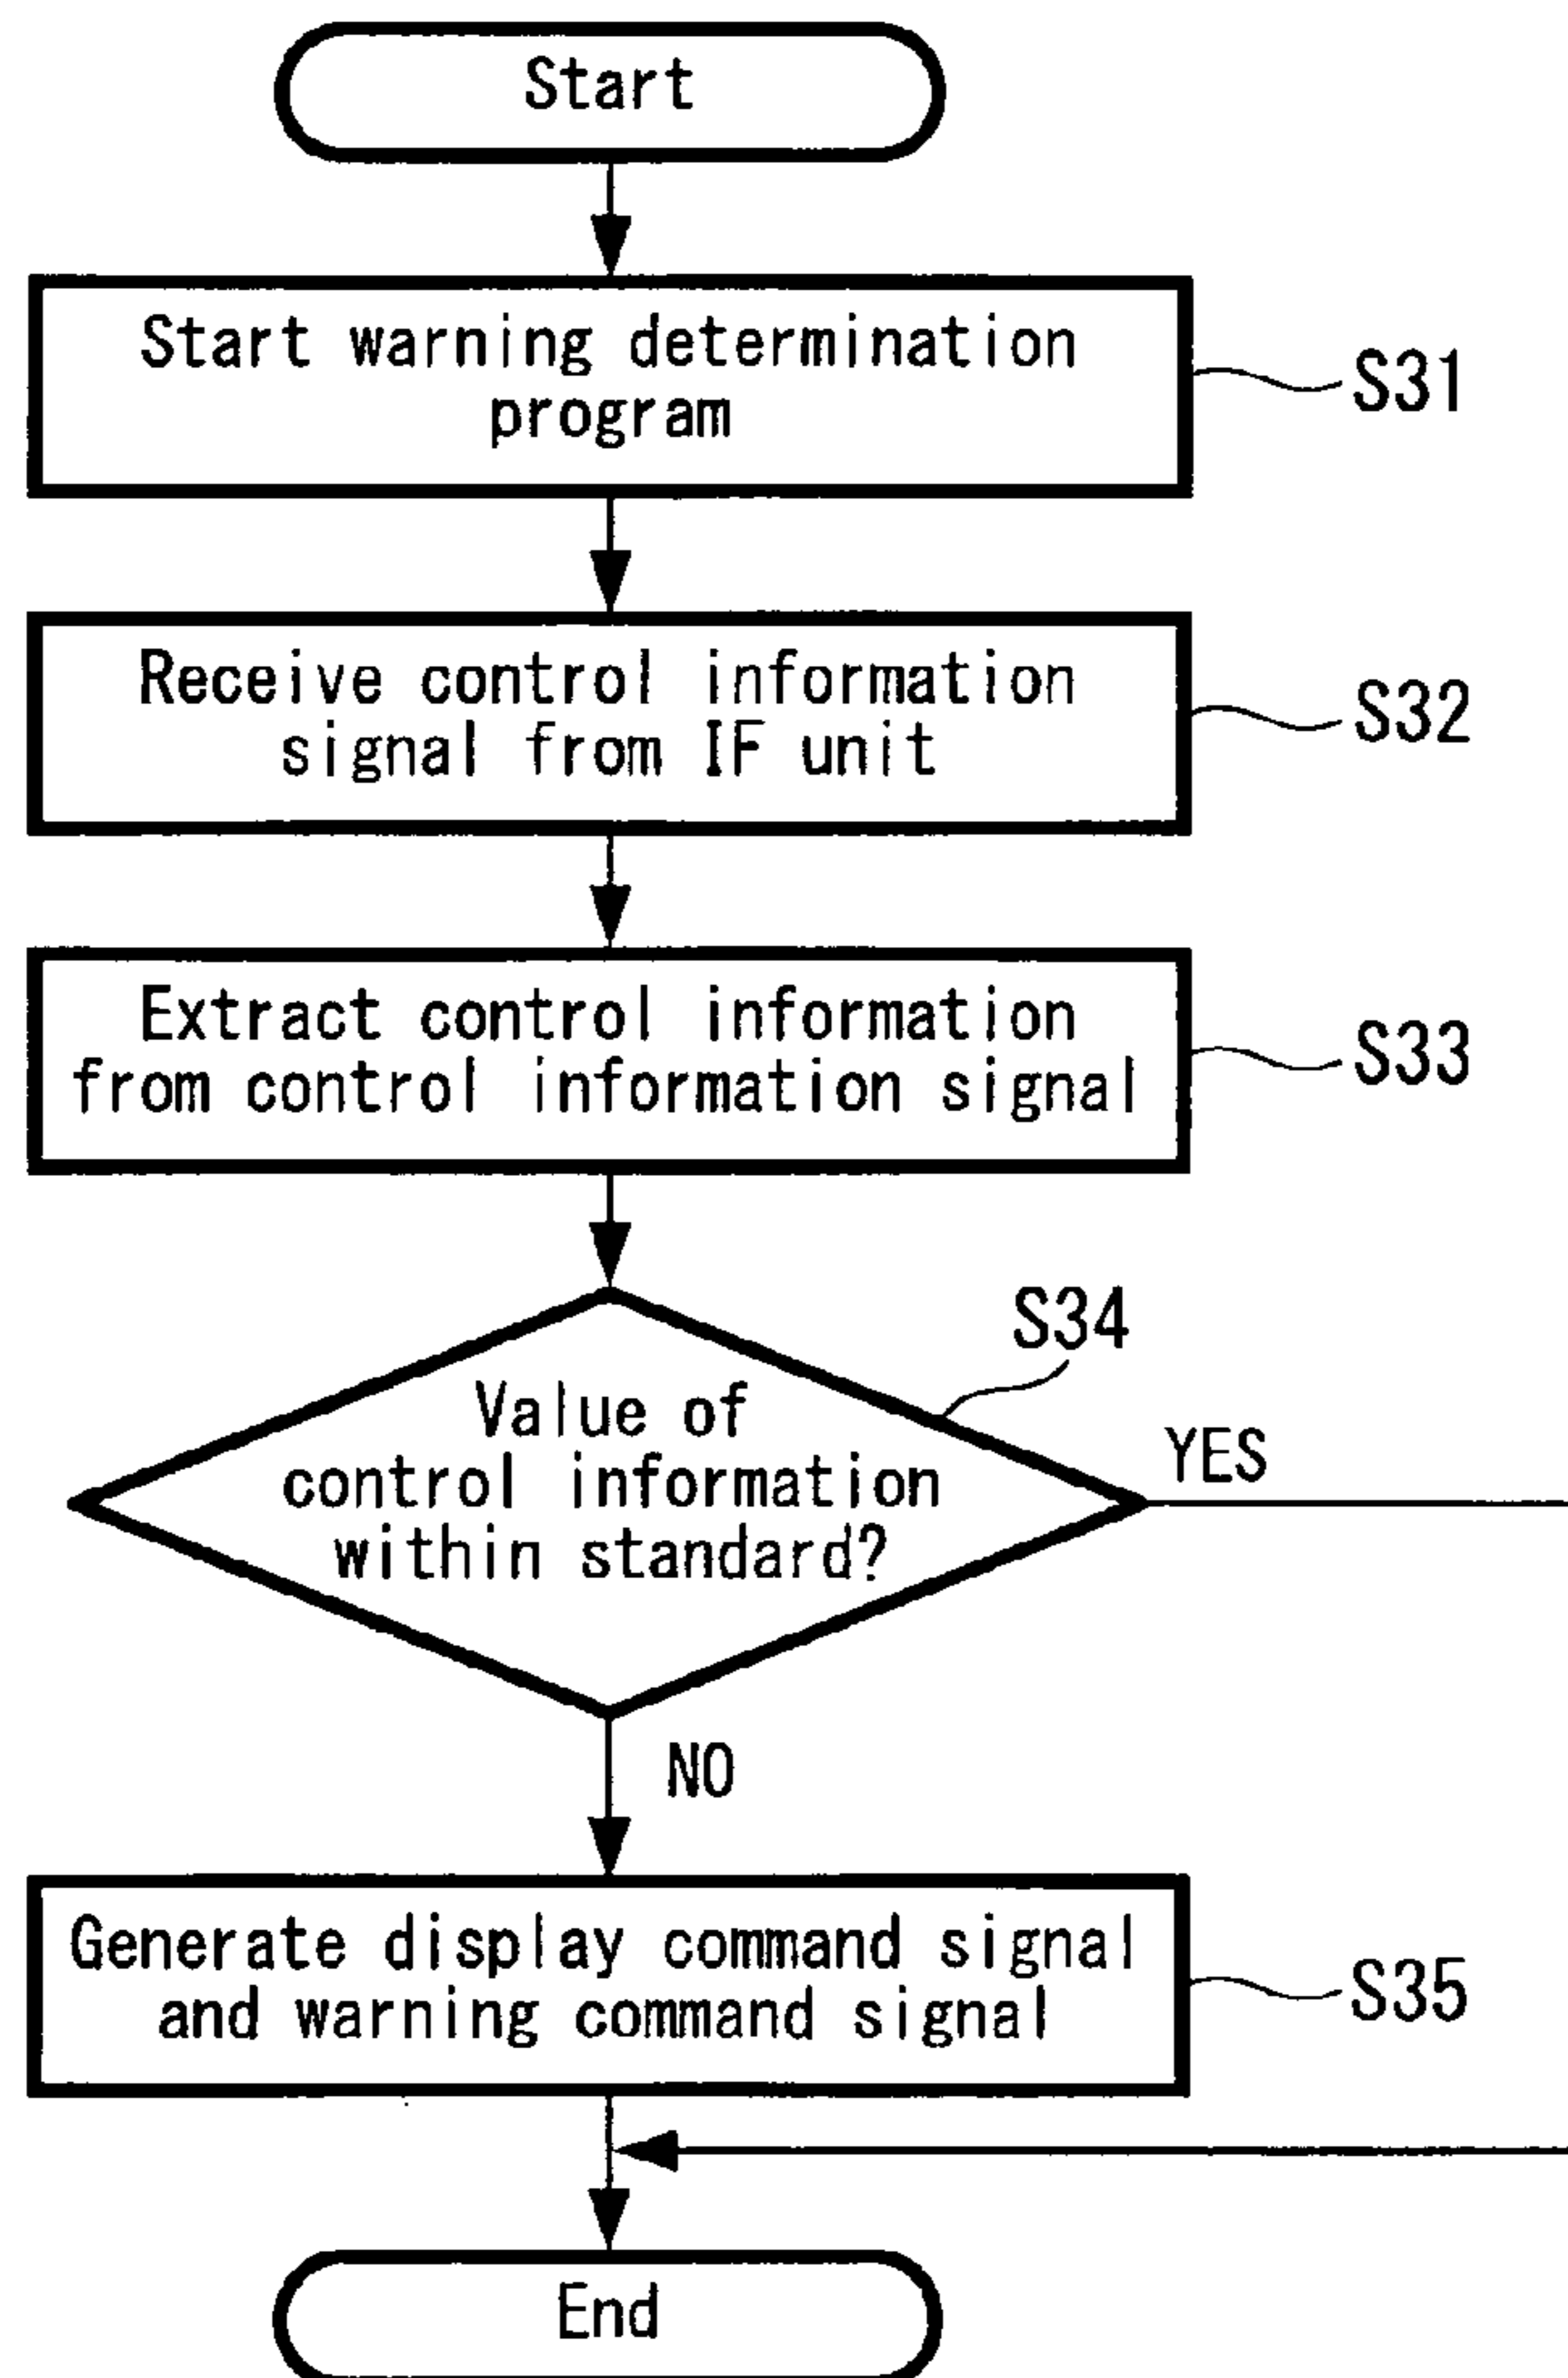 Start
Start warning determination
program
S31
Receive control information
signal from IF unit
S32
Extract control information
from control information signal
S33
S34
Value of
control information
within standard?
YES
NO
Generate display command signal
and warning command signal
S35
End